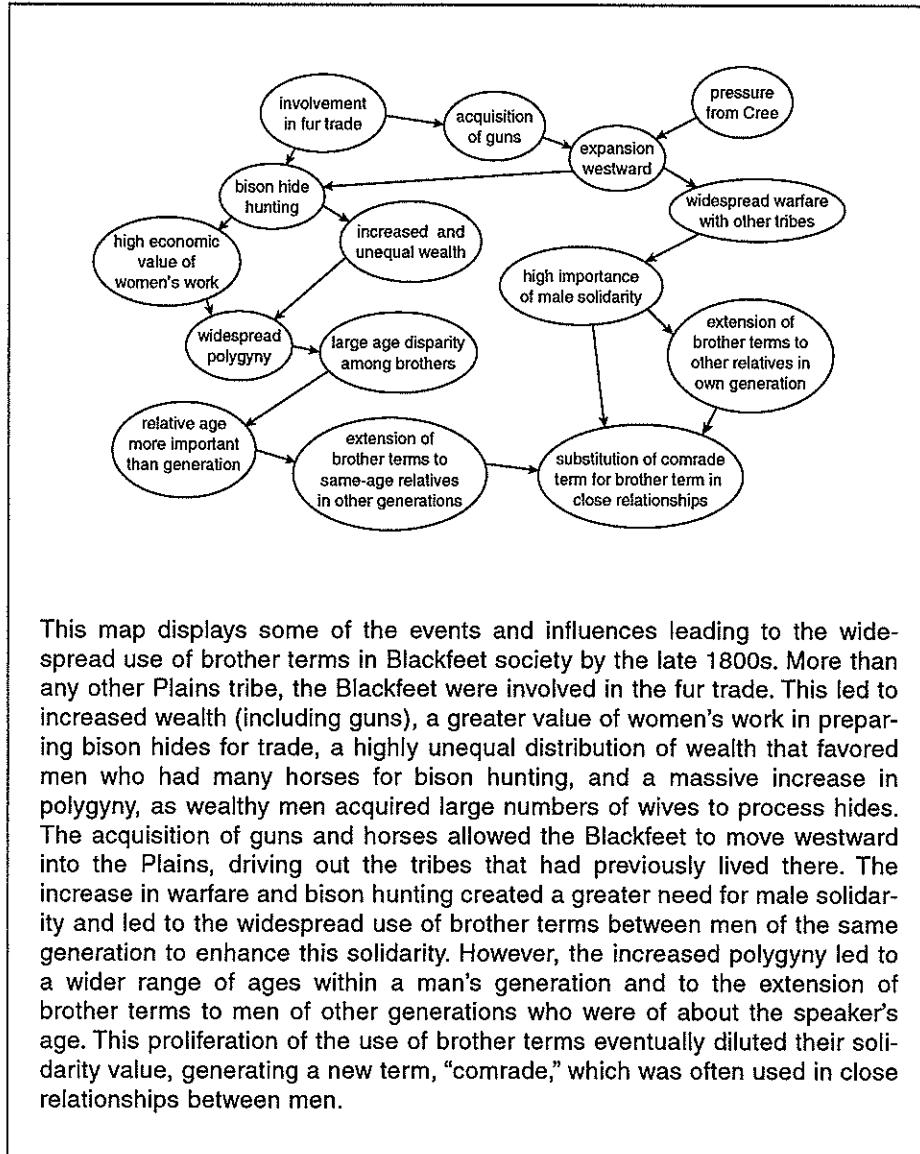 involvement
in fur trade
acquisition
of guns
pressure
from Cree
expansion
westward
bison hide
hunting
widespread warfare
with other tribes
high economic
value of
women's work
increased and
unequal wealth
high importance
of male solidarity
widespread
polygyny
large age disparity
among brothers
extension of
brother terms to
other relatives in
own generation
relative age
more important
than generation
extension of
brother terms to
same-age relatives
in other generations
substitution of comrade
term for brother term in
close relationships
This map displays some of the events and influences leading to the wide-
spread use of brother terms in Blackfeet society by the late 1800s. More than
any other Plains tribe, the Blackfeet were involved in the fur trade. This led to
increased wealth (including guns), a greater value of women's work in prepar-
ing bison hides for trade, a highly unequal distribution of wealth that favored
men who had many horses for bison hunting, and a massive increase in
polygyny, as wealthy men acquired large numbers of wives to process hides.
The acquisition of guns and horses allowed the Blackfeet to move westward
into the Plains, driving out the tribes that had previously lived there. The
increase in warfare and bison hunting created a greater need for male solidar-
ity and led to the widespread use of brother terms between men of the same
generation to enhance this solidarity. However, the increased polygyny led to
a wider range of ages within a man's generation and to the extension of
brother terms to men of other generations who were of about the speaker's
age. This proliferation of the use of brother terms eventually diluted their soli-
darity value, generating a new term, "comrade," which was often used in close
relationships between men.